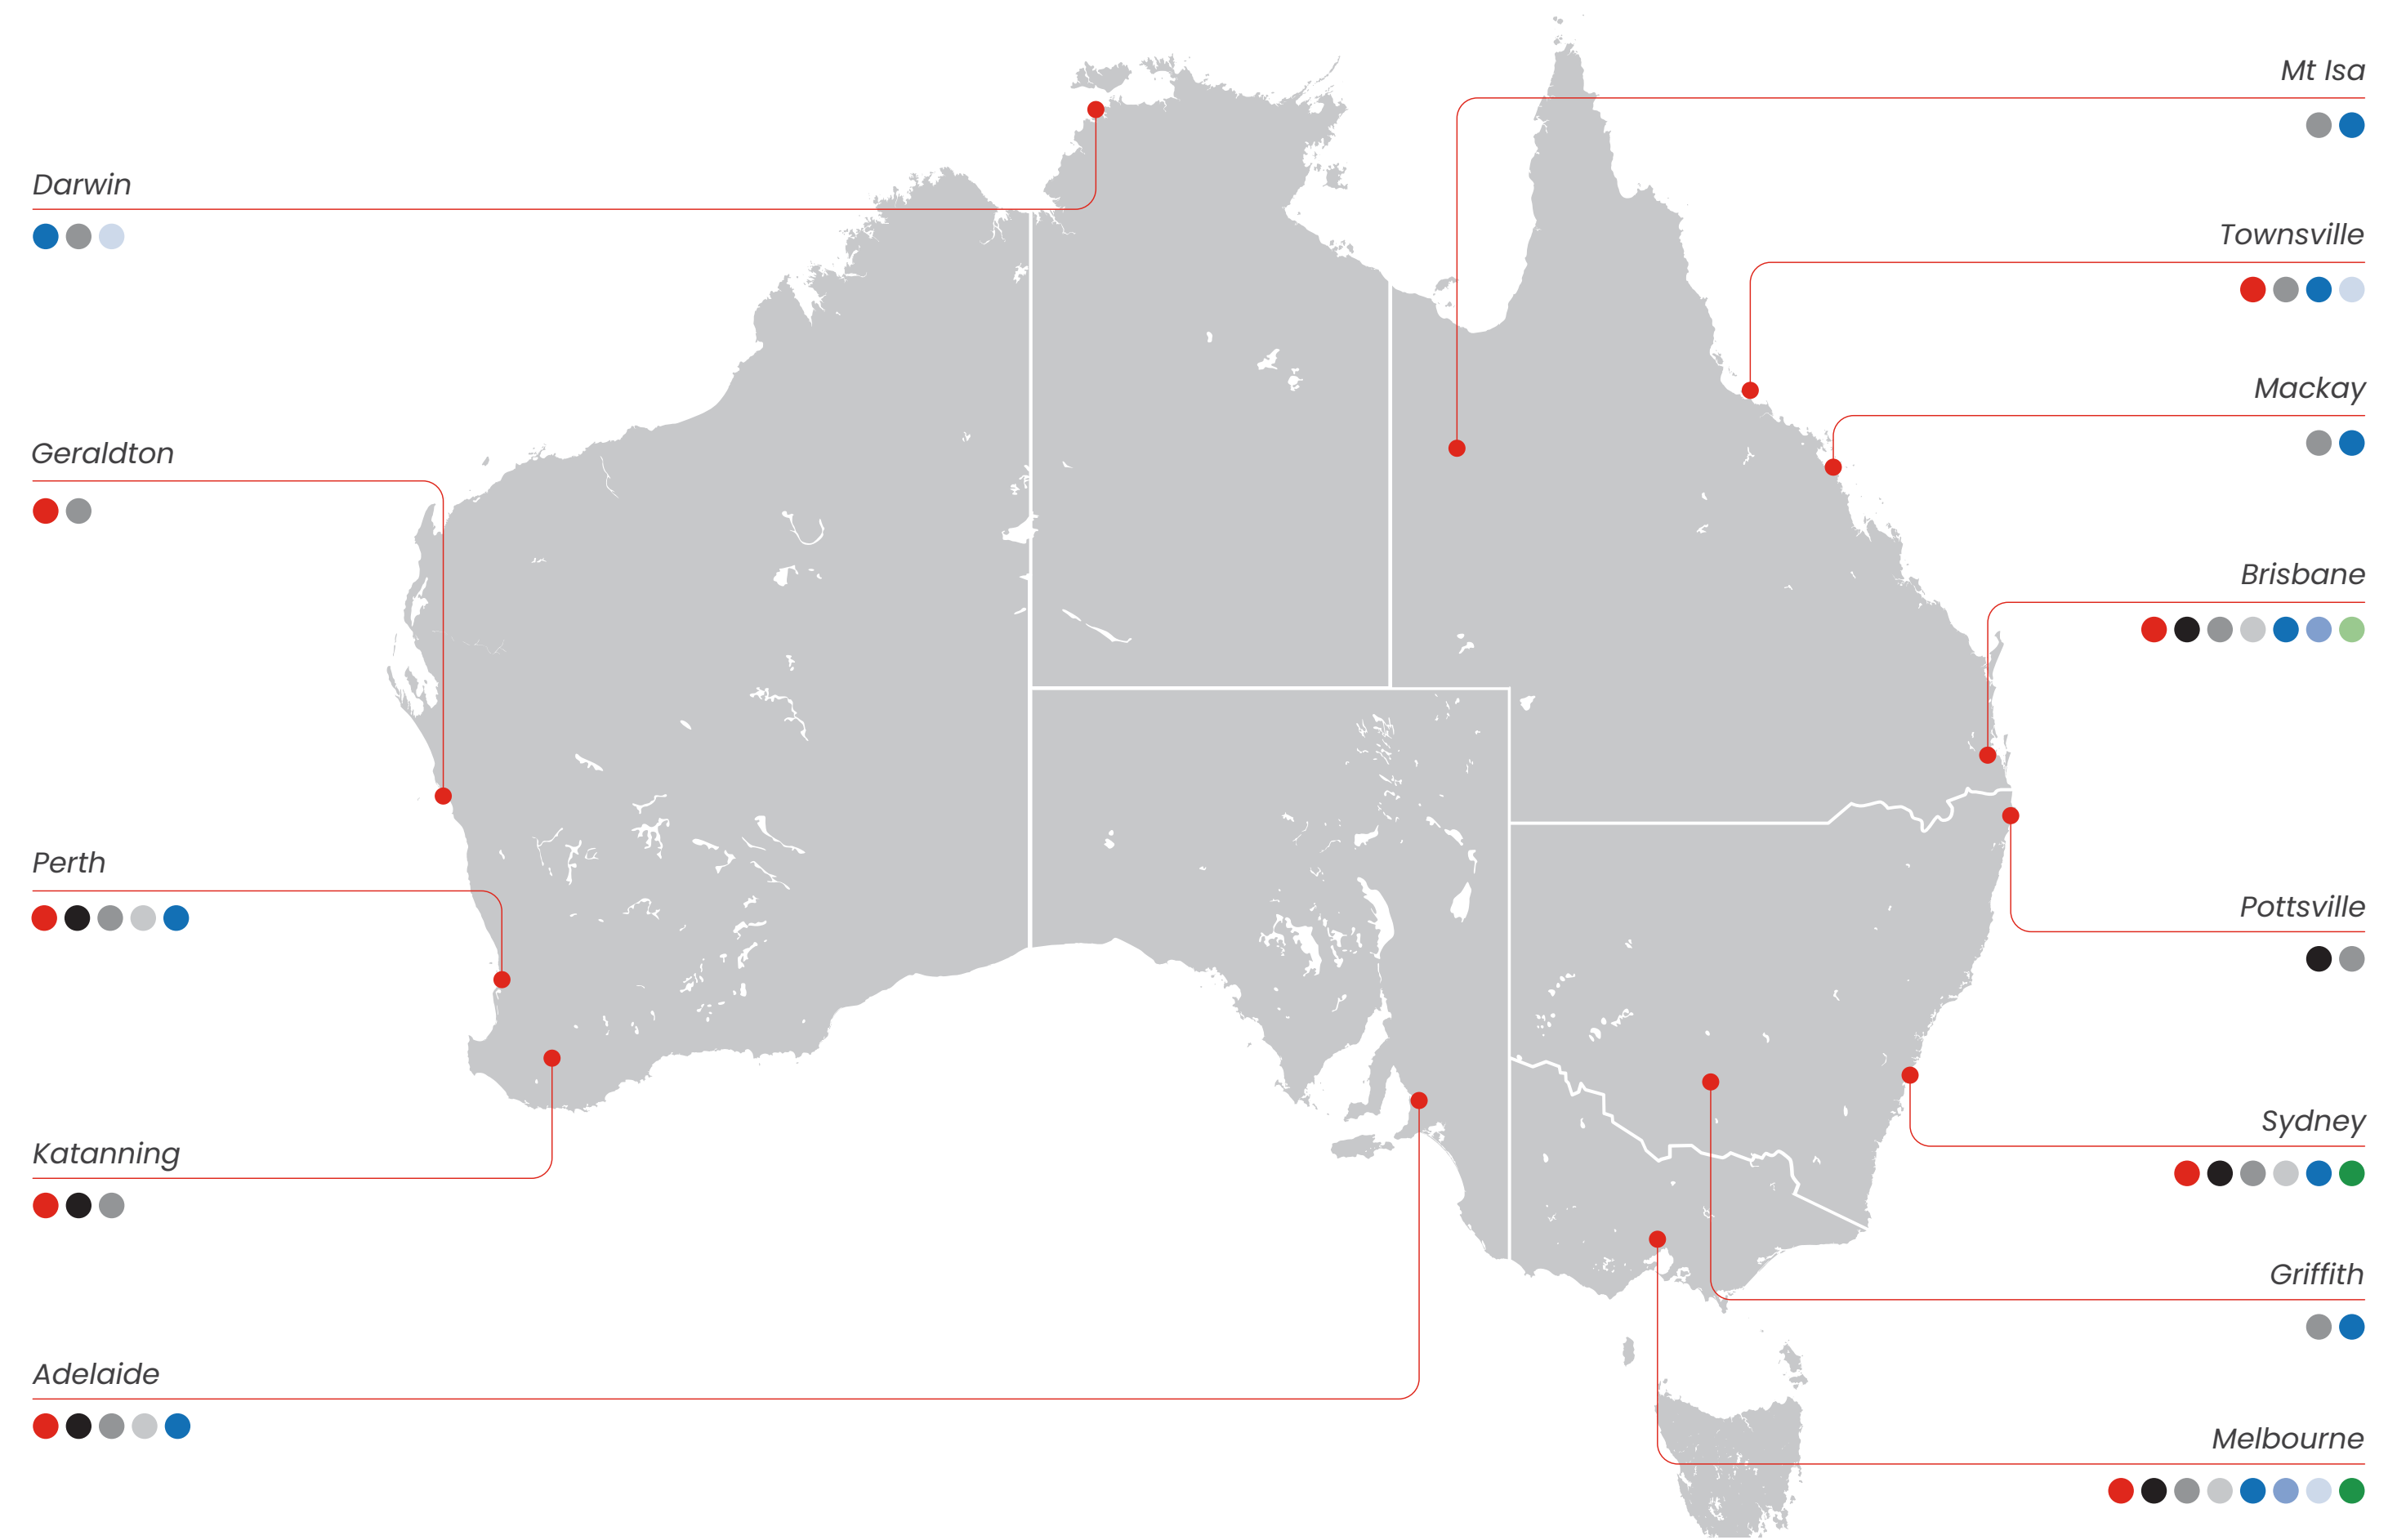 Mt Isa
Darwin
Townsville
Mackay
Geraldton
Brisbane
Perth
Pottsville
Sydney
Katanning
Griffith
Adelaide
Melbourne